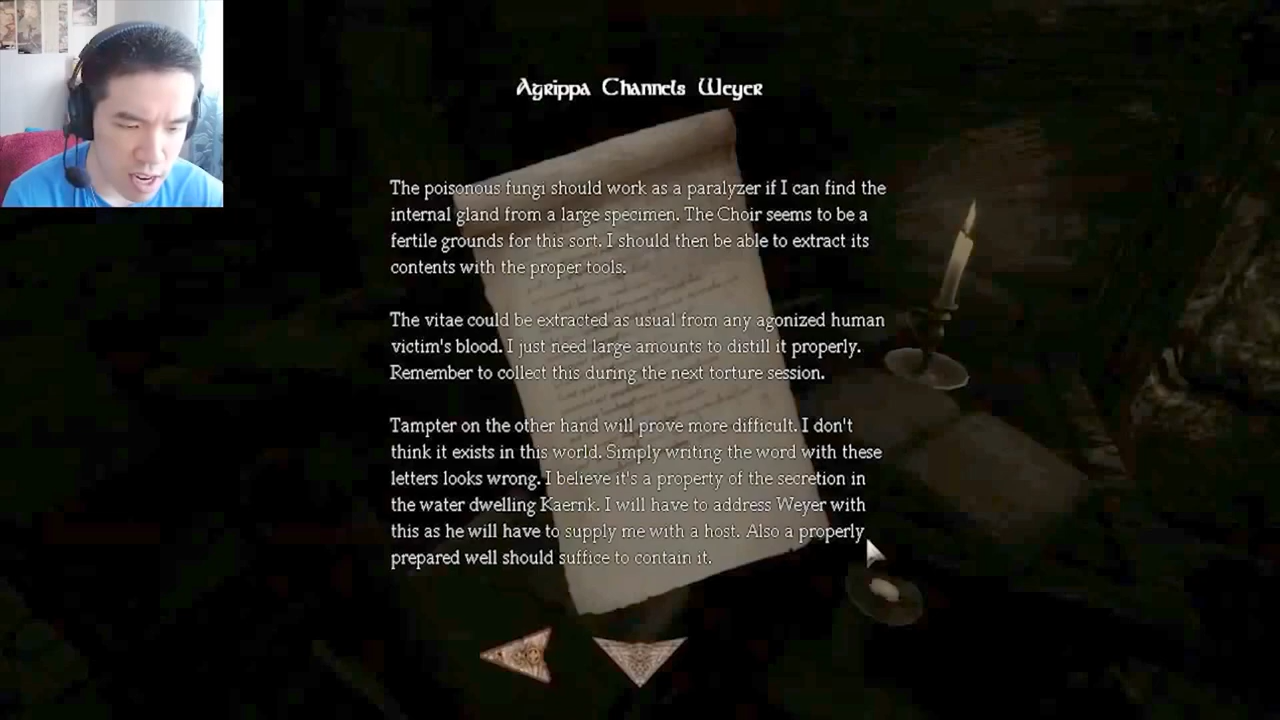 Agrippa Channels Weyer
The poisonous fungi should work as a paralyzer if I can find the
internal gland from a large specimen. The Choir seems to be a
fertile grounds for this sort. I should then be able to extract its
contents with the proper tools.
The vitae could be extracted as usual from any agonized human
victim's blood. I just need large amounts to distill it properly.
Remember to collect this during the next torture session.
Tampter on the other hand will prove more difficult. I don't
think it exists in this world. Simply writing the word with these
letters looks wrong. I believe it's a property of the secretion in
the water dwelling Kaernk. I will have to address Weyer with
this as he will have to supply me with a host. Also a properly
prepared well should suffice to contain it.